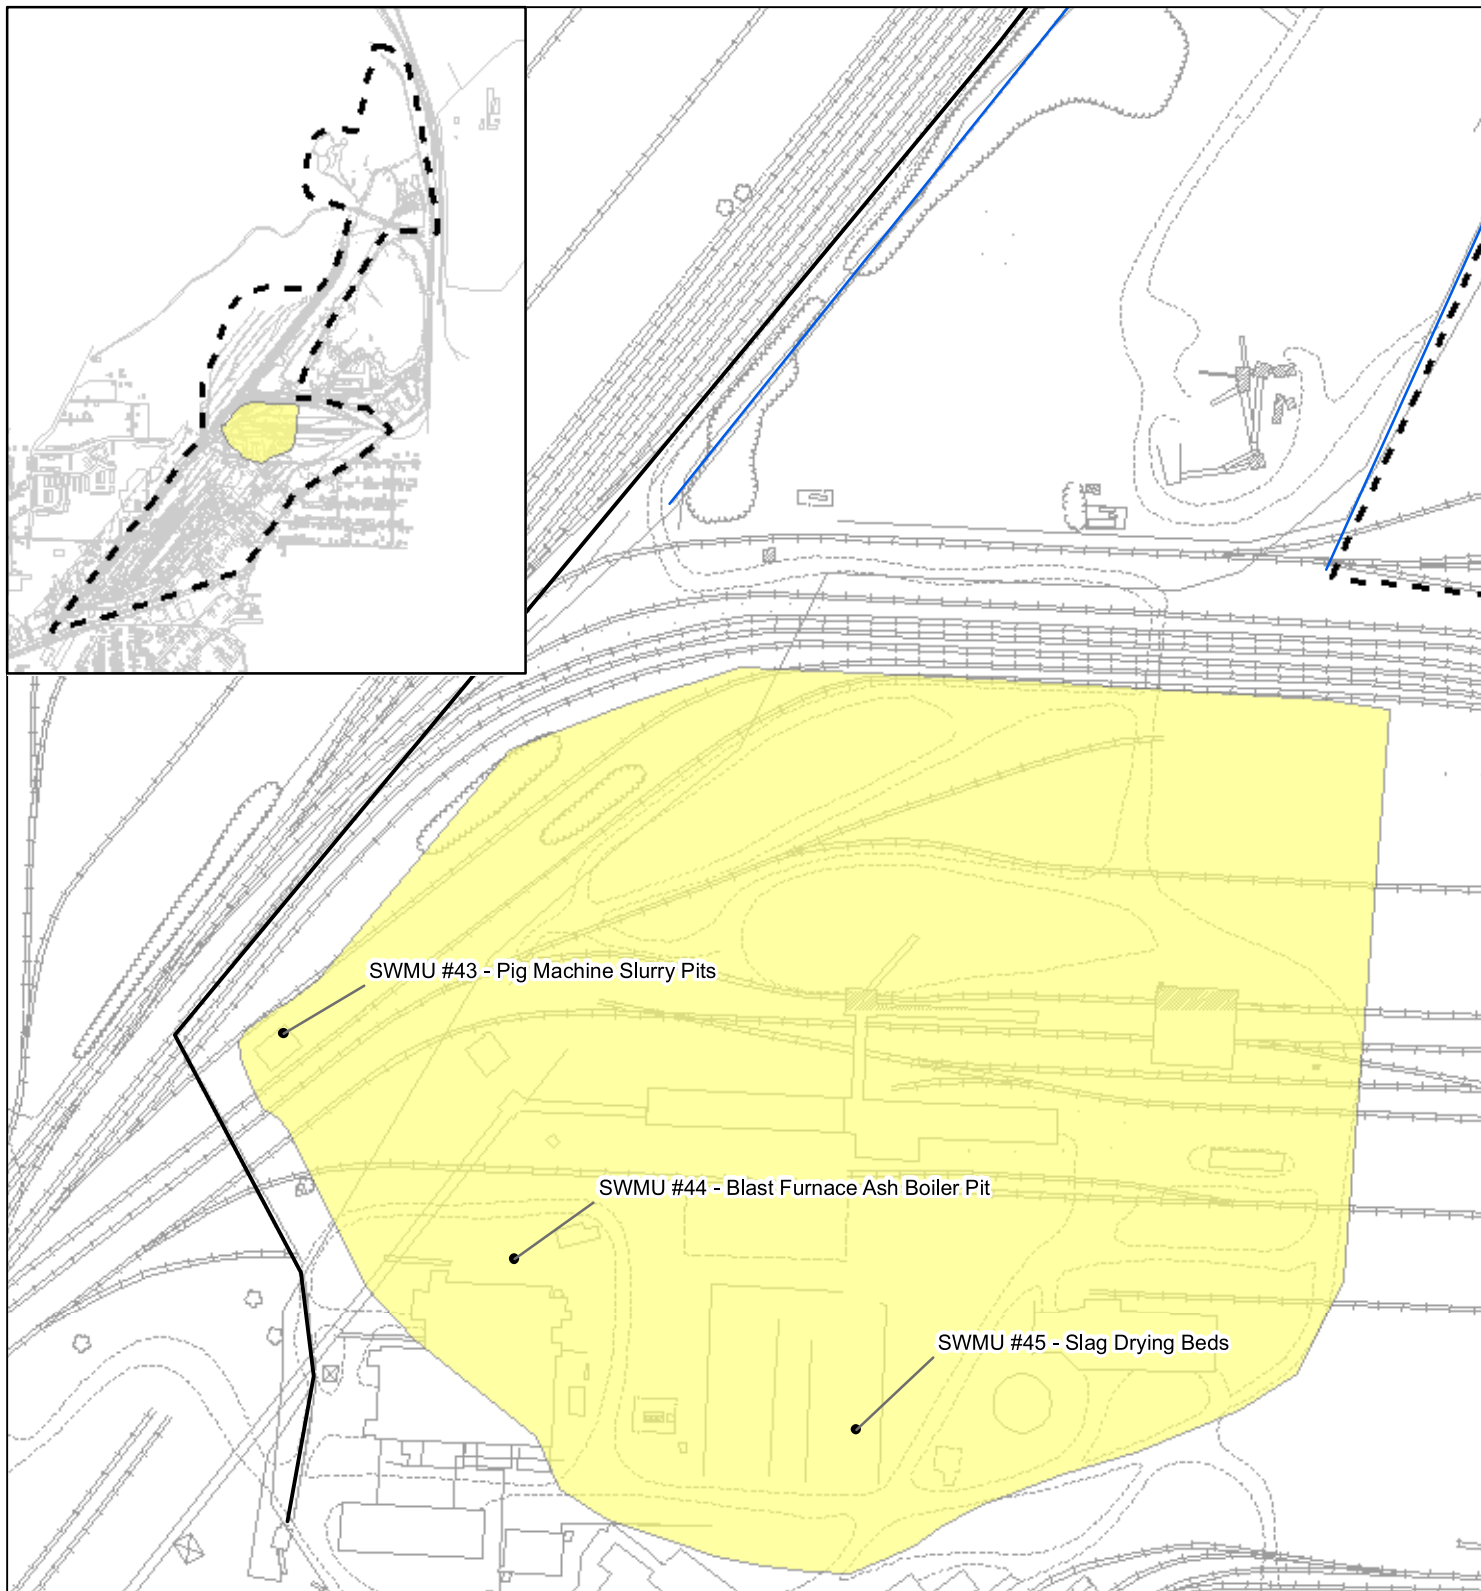 SWMU #43 - Pig Machine Slurry Pits
SWMU #44 - Blast Furnace Ash Boiler Pit
SWMU #45 - Slag Drying Beds